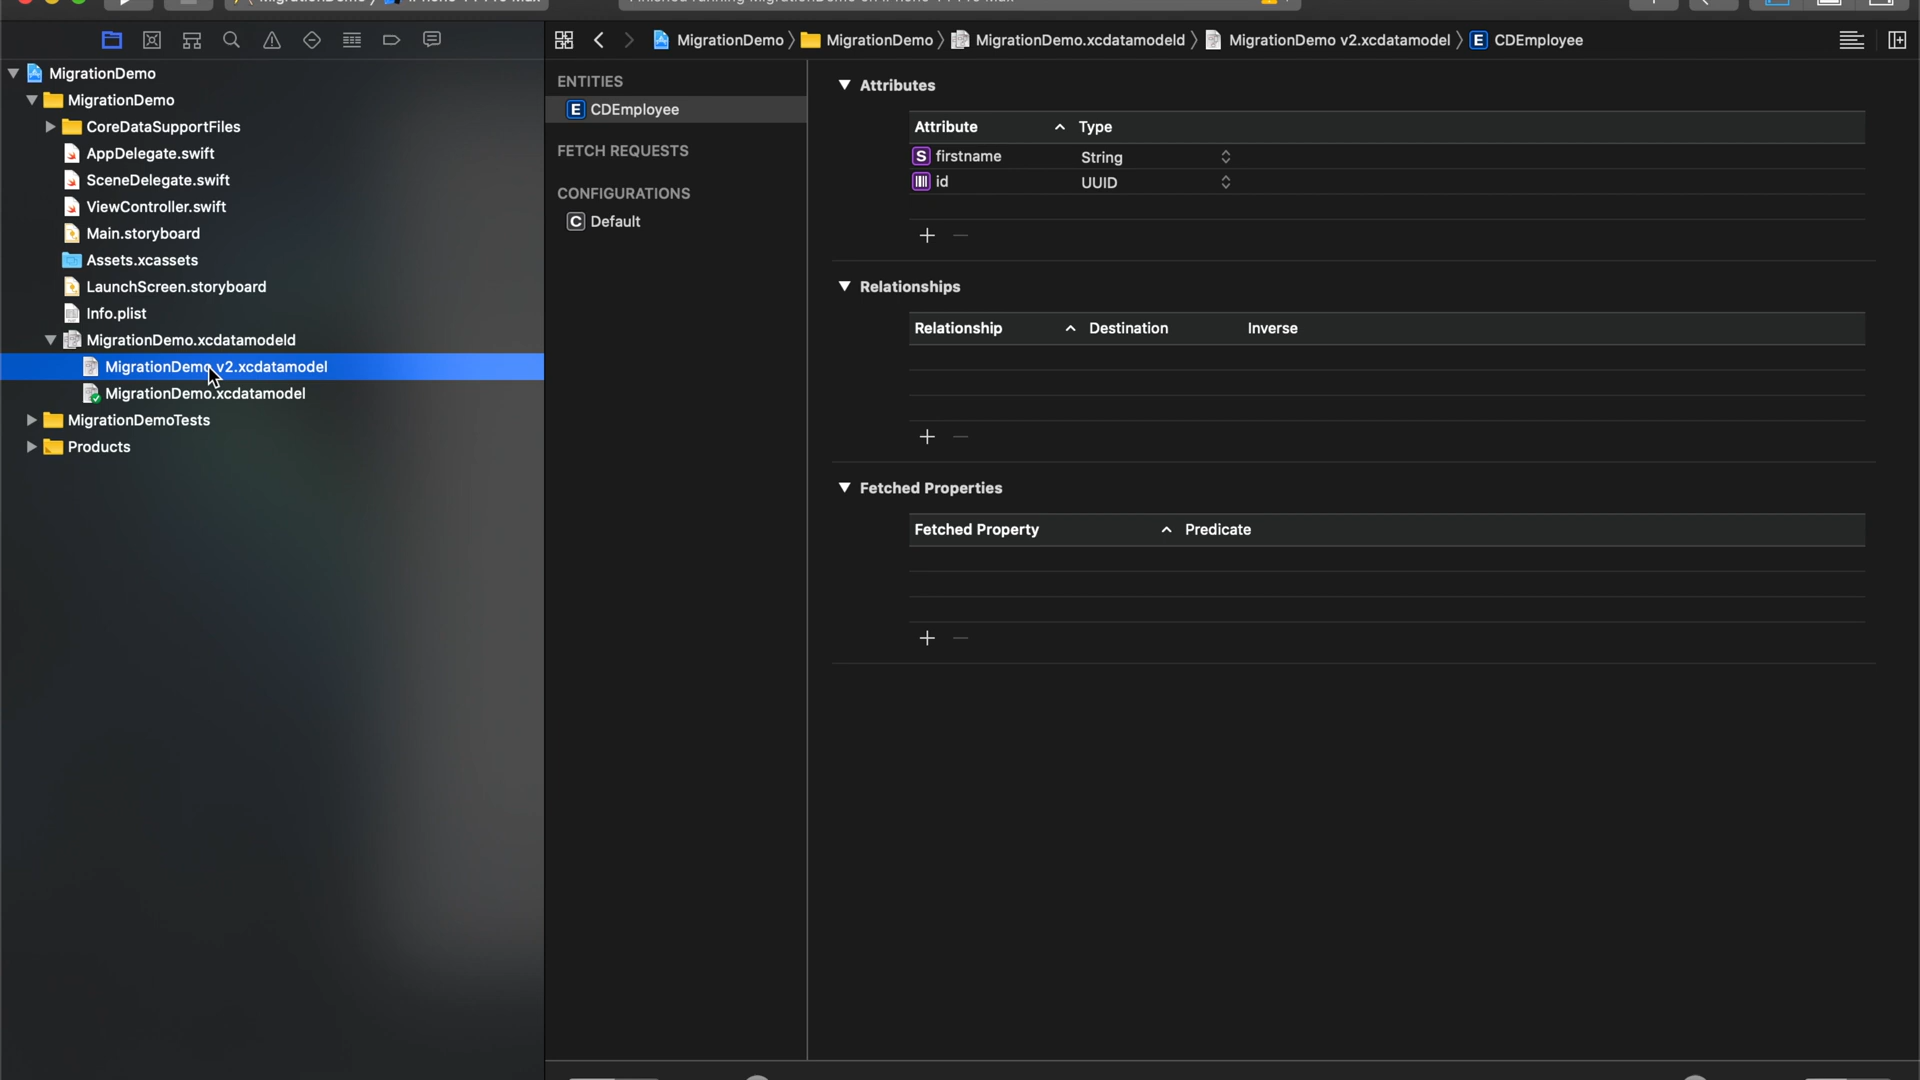 MigrationDemo 〉 MigrationDemo 〉 MigrationDemo.xcdatamodeld 〉 MigrationDemo v2.xcdatamodel 〉 E CDEmployee
MigrationDemo
MigrationDemo
CoreDataSupportFiles
AppDelegate.swift
SceneDelegate.swift
ViewController.swift
Main.storyboard
Assets.xcassets
LaunchScreen.storyboard
Info.plist
MigrationDemo.xcdatamodeld
MigrationDemo v2.xcdatamodel
MigrationDemo.xcdatamodel
MigrationDemoTests
Products
ENTITIES
E CDEmployee
FETCH REQUESTS
CONFIGURATIONS
C Default
Attributes
Attribute Type
S firstname String
id UUID
Relationships
Relationship Destination Inverse
Fetched Properties
Fetched Property Predicate